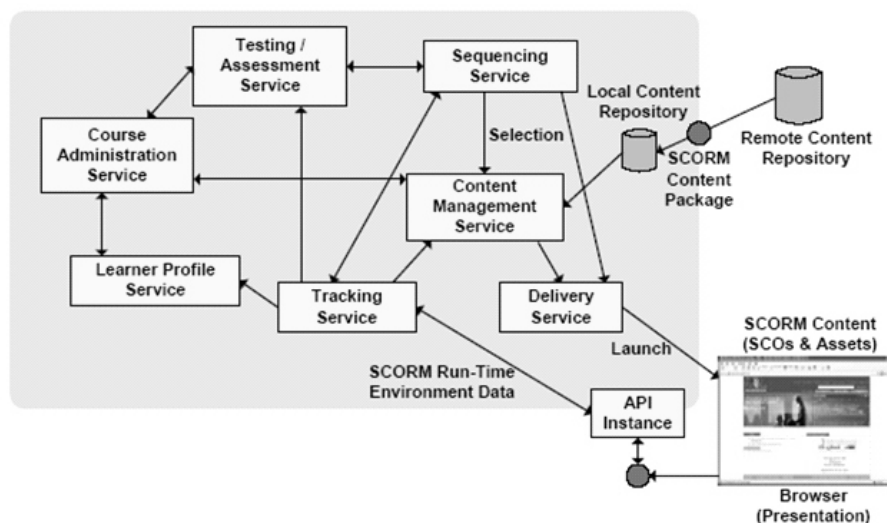 Testing /
Assessment
Service
Sequencing
Service
Local Content
Repository
Remote Content
Repository
Course
Administration
Service
Selection
SCORM
Content
Package
Content
Management
Service
Learner Profile
Service
Tracking
Service
Delivery
Service
SCORM Content
(SCOs & Assets)
Launch
SCORM Run-Time
Environment Data
API
Instance
Browser
(Presentation)